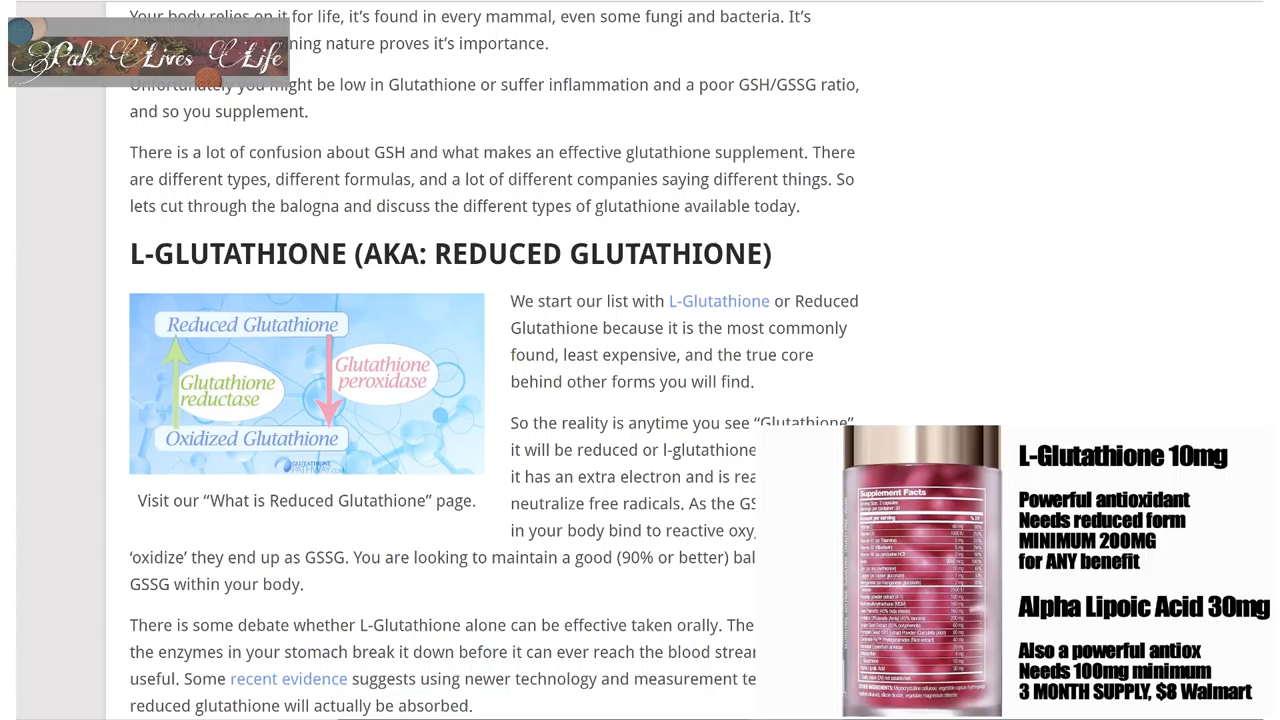 Your body relies on it for life, it’s found in every mammal, even some fungi and bacteria. It’s
Pals Lives Life
ning nature proves it’s importance.
Unfortunately you might be low in Glutathione or suffer inflammation and a poor GSH/GSSG ratio,
and so you supplement.
There is a lot of confusion about GSH and what makes an effective glutathione supplement. There
are different types, different formulas, and a lot of different companies saying different things. So
lets cut through the balogna and discuss the different types of glutathione available today.
L-GLUTATHIONE (AKA: REDUCED GLUTATHIONE)
Reduced Glutathione
Glutathione
peroxidase
Glutathione
reductase
Oxidized Glutathione
Visit our “What is Reduced Glutathione” page.
We start our list with L-Glutathione or Reduced
Glutathione because it is the most commonly
found, least expensive, and the true core
behind other forms you will find.
So the reality is anytime you see “Glutathione”
it will be reduced or l-glutathione
it has an extra electron and is rea
neutralize free radicals. As the GS
in your body bind to reactive oxy
‘oxidize’ they end up as GSSG. You are looking to maintain a good (90% or better) bal
GSSG within your body.
There is some debate whether L-Glutathione alone can be effective taken orally. The
the enzymes in your stomach break it down before it can ever reach the blood strear
useful. Some recent evidence suggests using newer technology and measurement te
reduced glutathione will actually be absorbed.
Supplement Facts
L-Glutathione 10mg
Powerful antioxidant
Needs reduced form
MINIMUM 200MG
for ANY benefit
Alpha Lipoic Acid 30mg
Also a powerful antiox
Needs 100mg minimum
3 MONTH SUPPLY, $8 Walmart